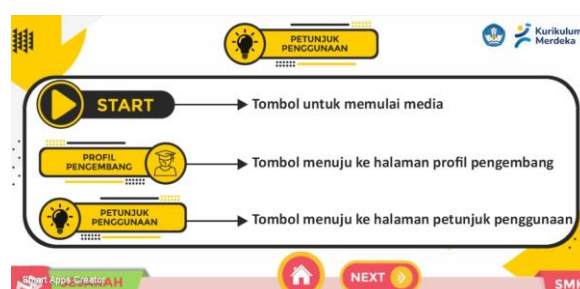 PETUNJUK
PENGGUNAAN
Kurikulum
Merdeka
START
Tombol untuk memulai media
PROFIL
PENGEMBANG
Tombol menuju ke halaman profil pengembang
PETUNJUK
PENGGUNAAN
Tombol menuju ke halaman petunjuk penggunaan
Smart Apps Creator
NEXT
SMK